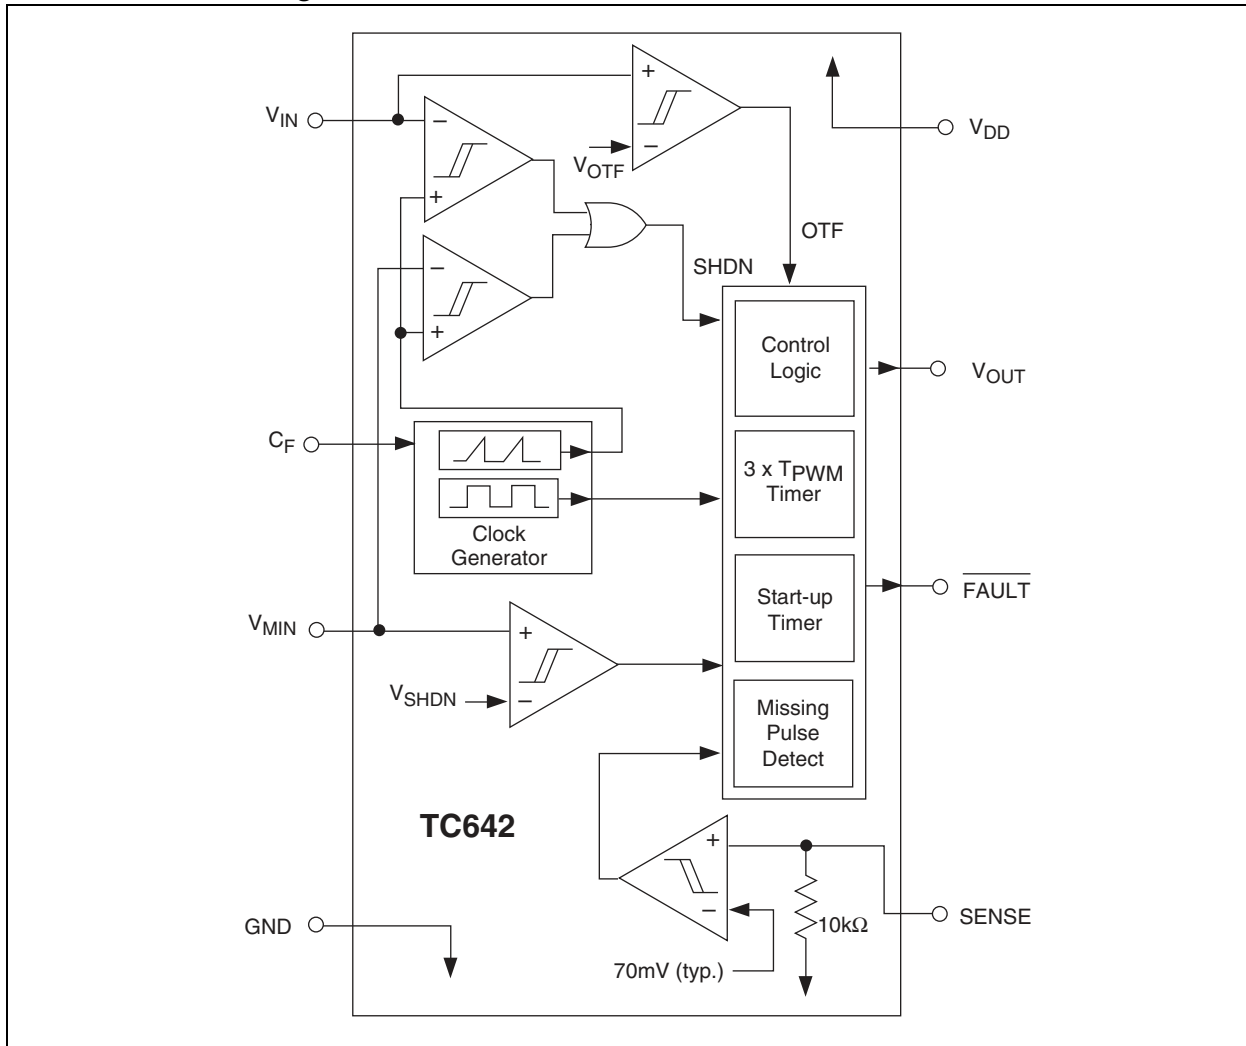 V_IN
+
−
V_OTF
−
+
V_DD
OTF
SHDN
−
+
Control
Logic
V_OUT
C_F
3 x T_PWM
Timer
Clock
Generator
FAULT
Start-up
Timer
V_MIN
+
V_SHDN
−
Missing
Pulse
Detect
TC642
+
−
10kΩ
SENSE
GND
70mV (typ.)